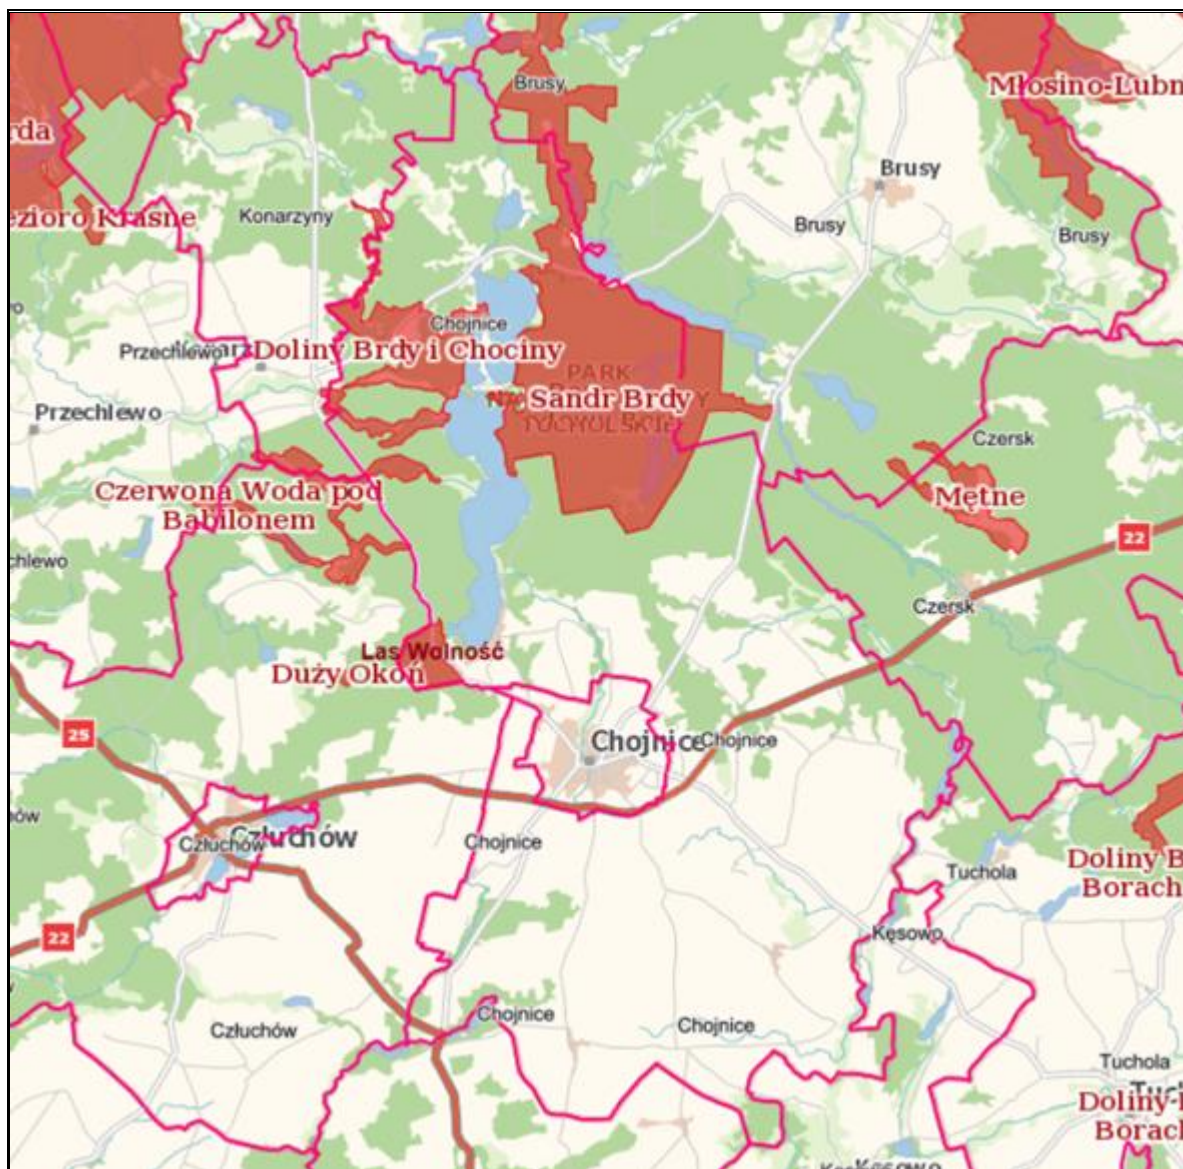 Brusy
Młosino-Lubn
rda
Brusy
ezioro Krasne
Konarzyny
Brusy
Brusy
Chojnice
Przechlewo
Doliny Brdy i Chociny
PARK
Sandr Brdy
Przechlewo
Czersk
Czerwona Woda pod
Babilonem
Mętne
22
chlewo
Czersk
Las Wolność
Duży Okoń
25
Chojnice
Chojnice
Człuchów
Człuchów
Chojnice
Tuchola
Doliny B
Borach
22
Kęsowo
Człuchów
Chojnice
Chojnice
Tuchola
Doliny
Borach
Kęsowo